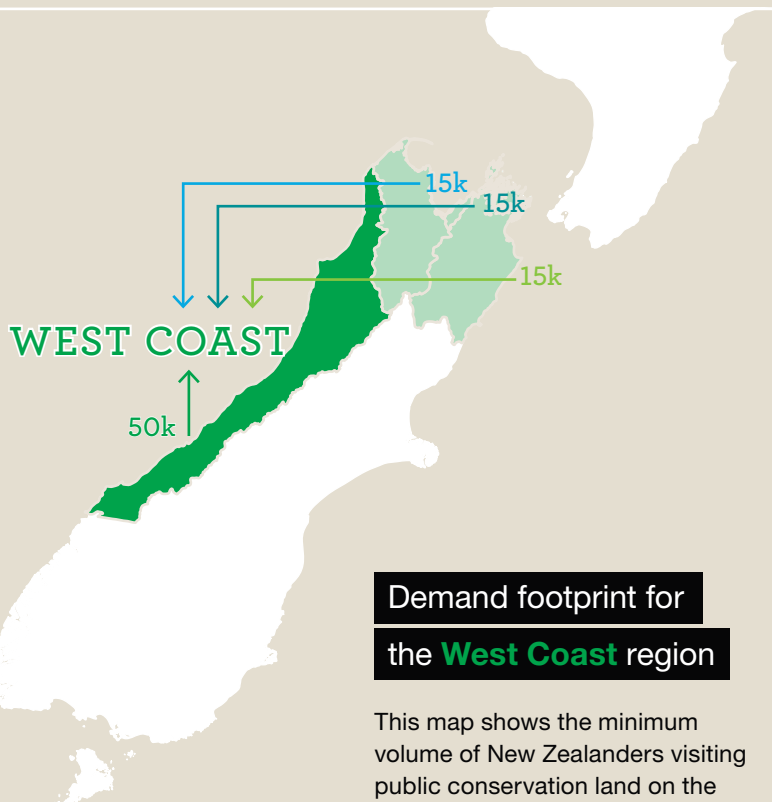 15k
15k
15k
WEST COAST
50k
Demand footprint for
the West Coast region
This map shows the minimum
volume of New Zealanders visiting
public conservation land on the